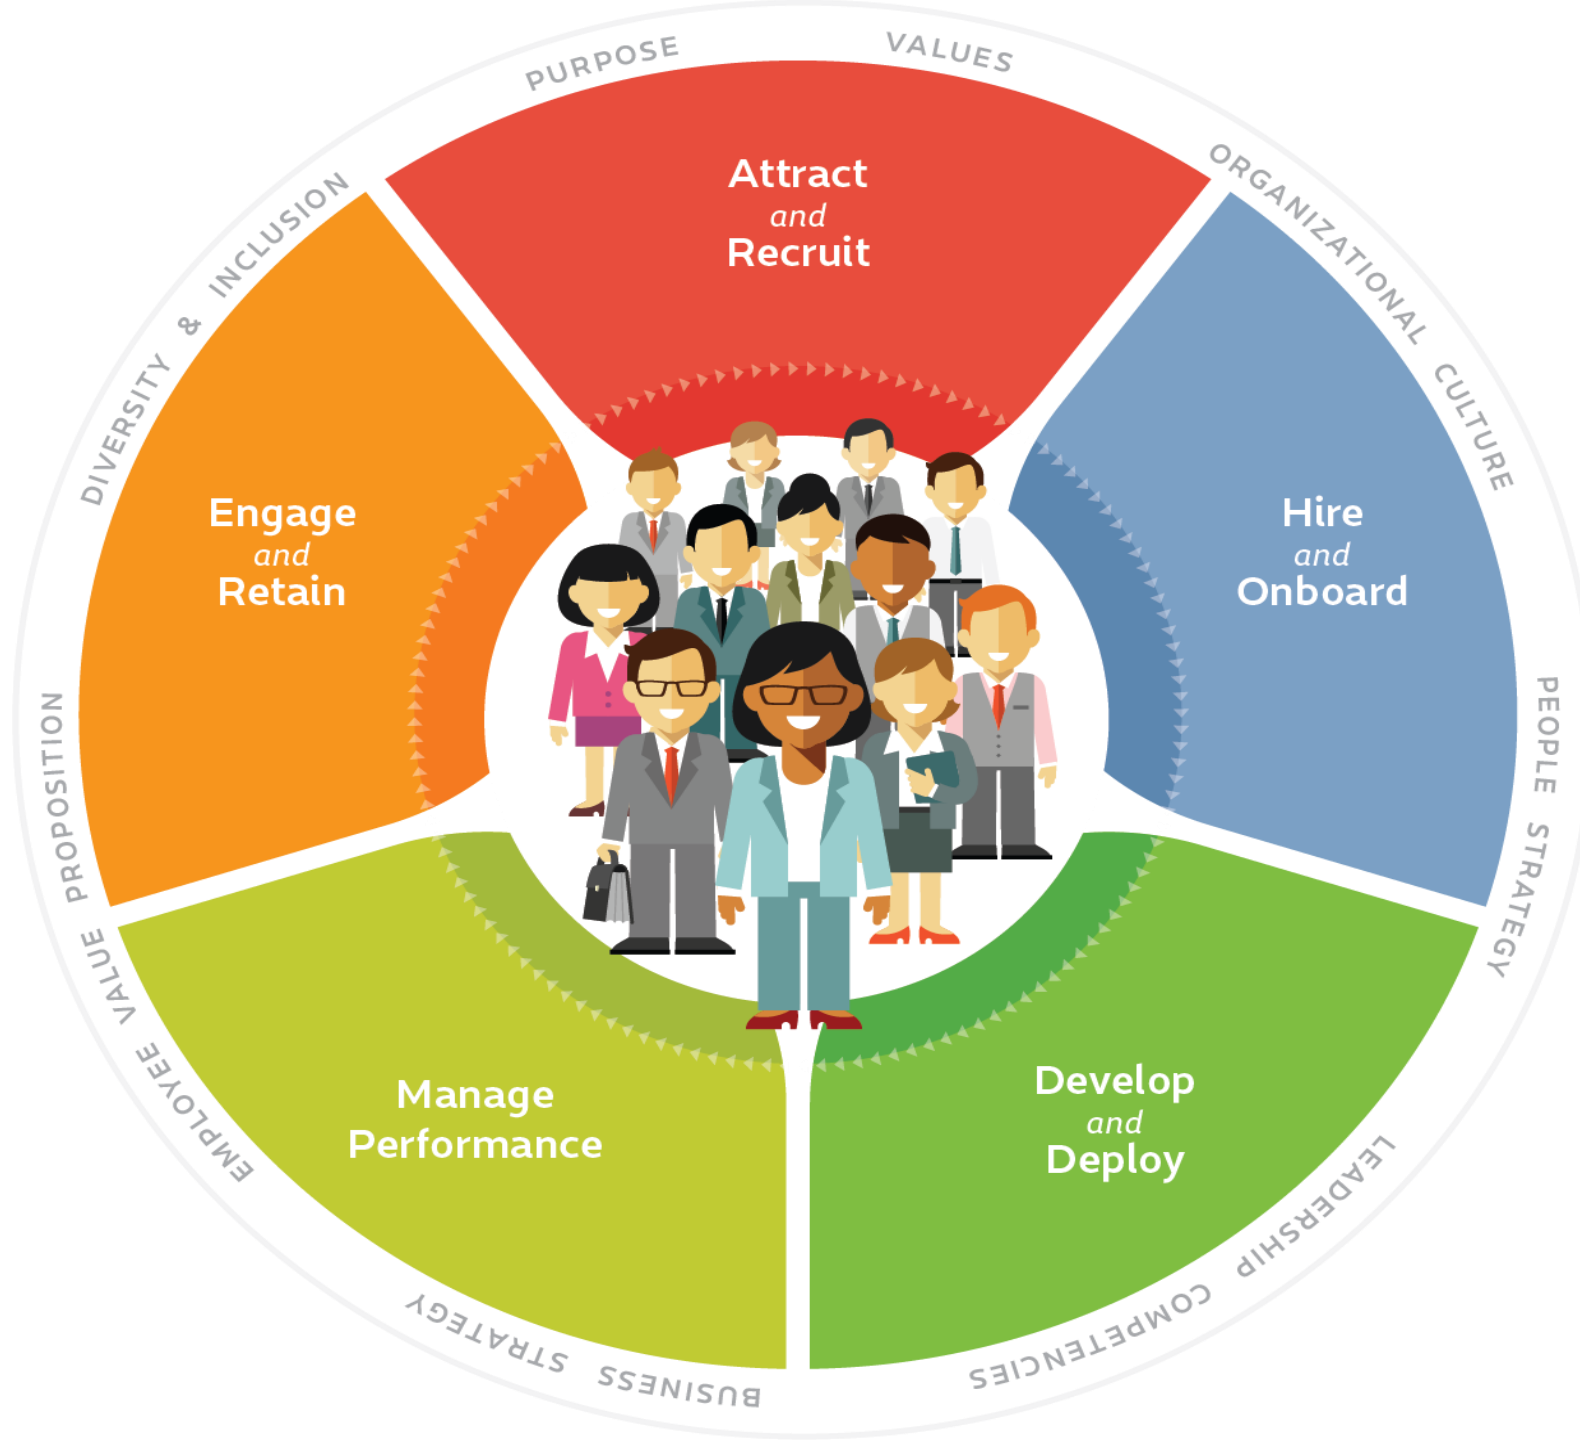 PURPOSE
VALUES
ORGANIZATIONAL CULTURE
PEOPLE STRATEGY
LEADERSHIP COMPETENCIES
BUSINESS STRATEGY
EMPLOYEE VALUE PROPOSITION
DIVERSITY & INCLUSION
Attract
and
Recruit
Hire
and
Onboard
Develop
and
Deploy
Manage
Performance
Engage
and
Retain